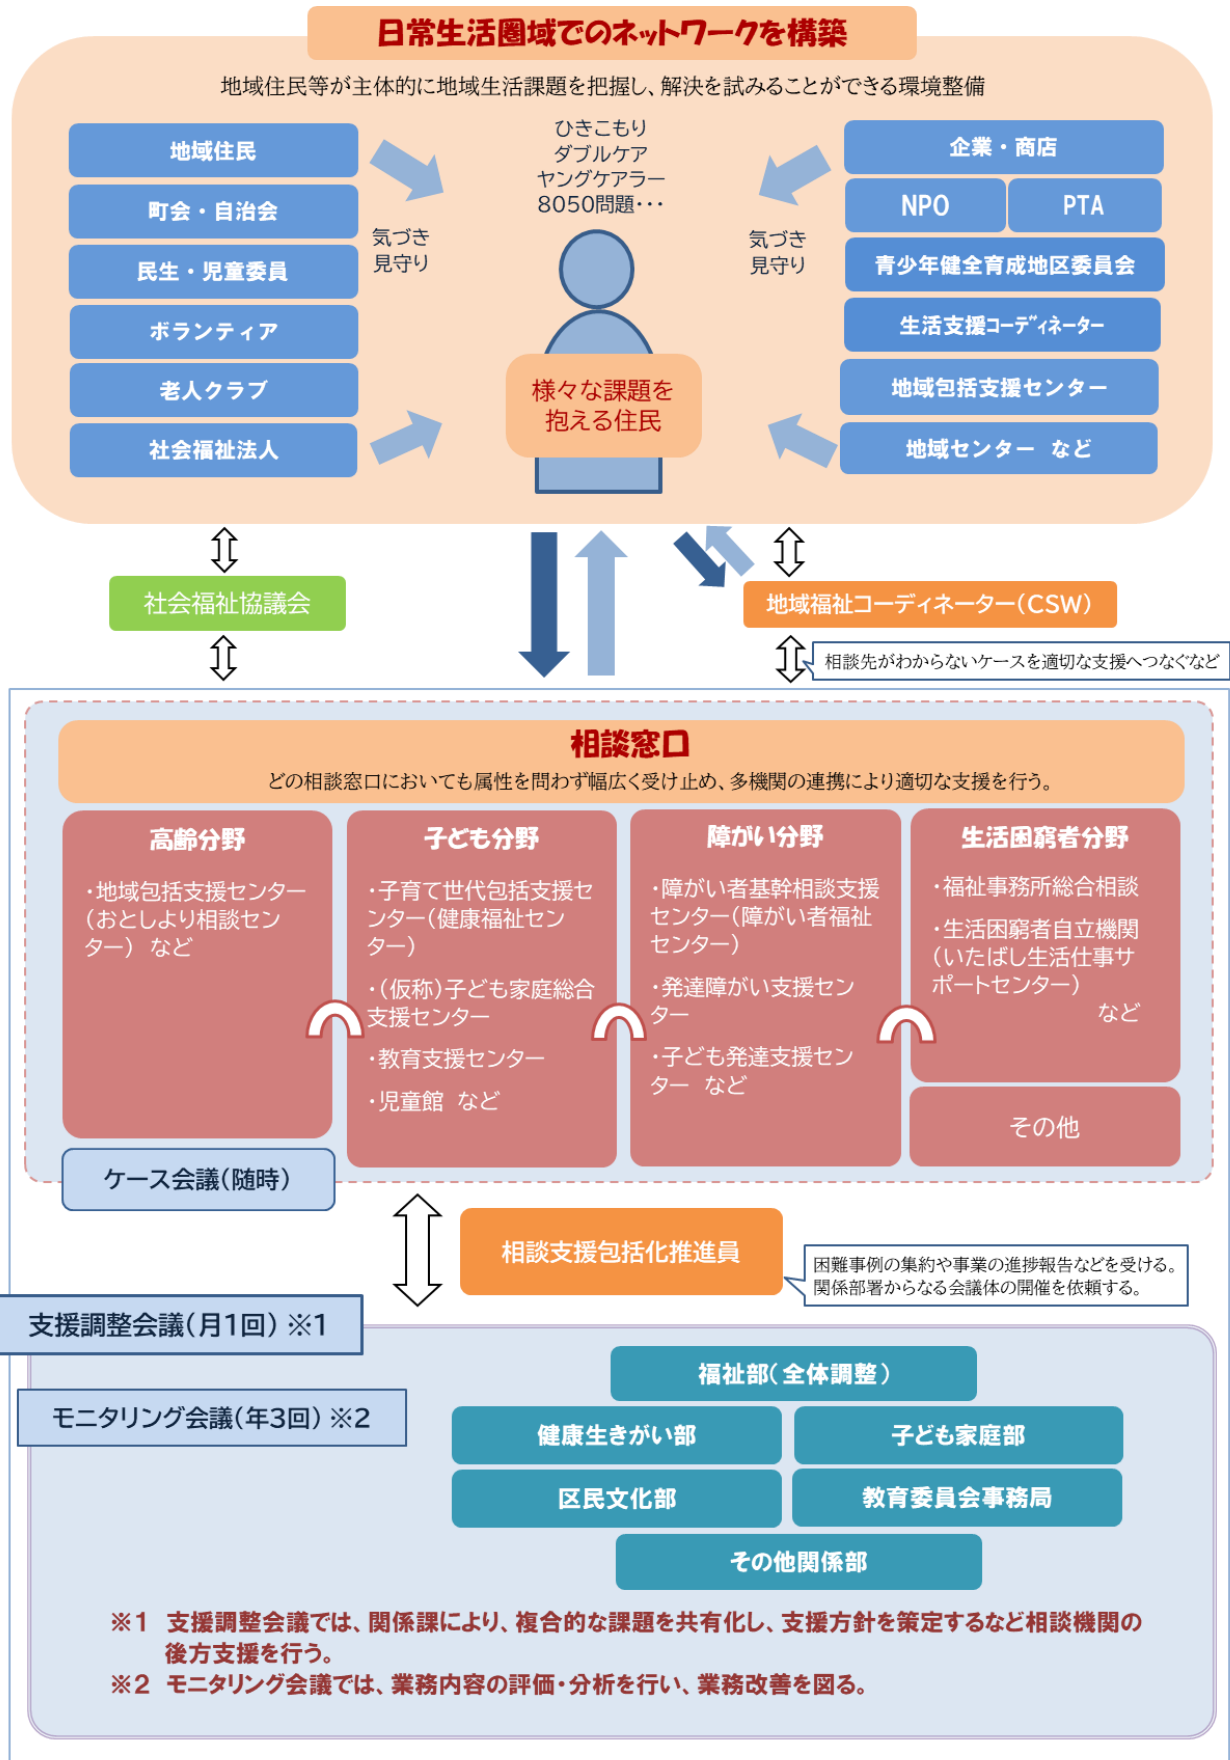 日常生活圏域でのネットワークを構築
地域住民等が主体的に地域生活課題を把握し、解決を試みることができる環境整備
地域住民
町会・自治会
民生・児童委員
ボランティア
老人クラブ
社会福祉法人
気づき
見守り
ひきこもり
ダブルケア
ヤングケアラー
8050問題・・・
様々な課題を
抱える住民
気づき
見守り
企業・商店
NPO
PTA
青少年健全育成地区委員会
生活支援コーディネーター
地域包括支援センター
地域センター など
社会福祉協議会
地域福祉コーディネーター(CSW)
相談先がわからないケースを適切な支援へつなぐなど
相談窓口
どの相談窓口においても属性を問わず幅広く受け止め、多機関の連携により適切な支援を行う。
高齢分野
・地域包括支援センター
(おとしより相談セン
ター) など
子ども分野
・子育て世代包括支援セ
ンター(健康福祉セン
ター)
・(仮称)子ども家庭総合
支援センター
・教育支援センター
・児童館 など
障がい分野
・障がい者基幹相談支援
センター(障がい者福祉
センター)
・発達障がい支援セン
ター
・子ども発達支援セン
ター など
生活困窮者分野
・福祉事務所総合相談
・生活困窮者自立機関
(いたばし生活仕事サ
ポートセンター)
など
その他
ケース会議(随時)
相談支援包括化推進員
困難事例の集約や事業の進捗報告などを受ける。
関係部署からなる会議体の開催を依頼する。
支援調整会議(月1回)※1
モニタリング会議(年3回)※2
福祉部(全体調整)
健康生きがい部
子ども家庭部
区民文化部
教育委員会事務局
その他関係部
※1 支援調整会議では、関係課により、複合的な課題を共有化し、支援方針を策定するなど相談機関の
後方支援を行う。
※2 モニタリング会議では、業務内容の評価・分析を行い、業務改善を図る。